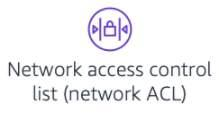 Network access control
list (network ACL)